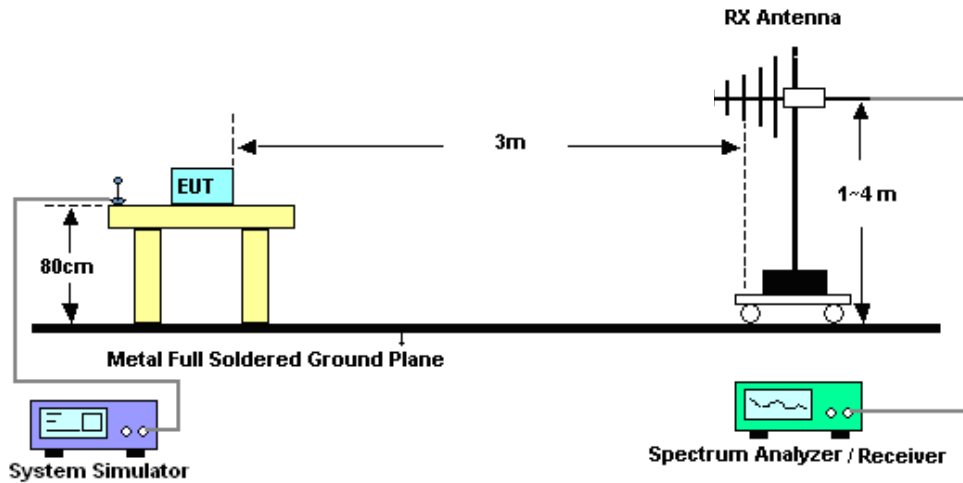 RX Antenna
3m
EUT
1~4 m
80cm
Metal Full Soldered Ground Plane
System Simulator
Spectrum Analyzer / Receiver